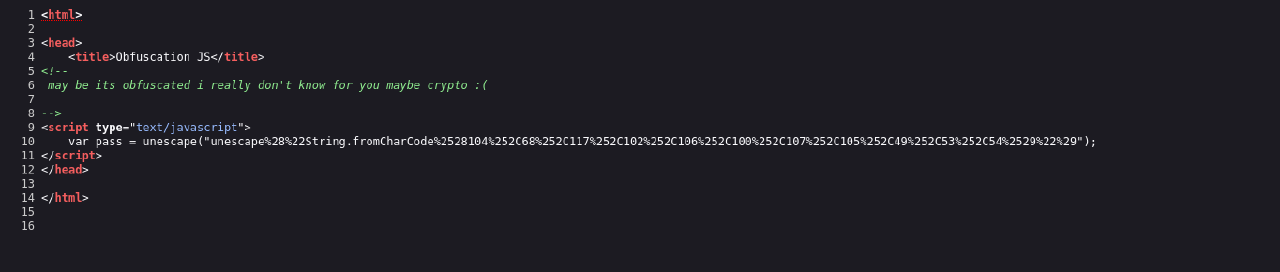 1 <html>
2
3 <head>
4     <title>Obfuscation JS</title>
5 <!--
6  may be its obfuscated i really don't know for you maybe crypto :(
7
8 -->
9 <script type="text/javascript">
10     var pass = unescape("unescape%28%22String.fromCharCode%2528104%252C68%252C117%252C102%252C106%252C100%252C107%252C105%252C49%252C53%252C54%2529%22%29");
11 </script>
12 </head>
13
14 </html>
15
16